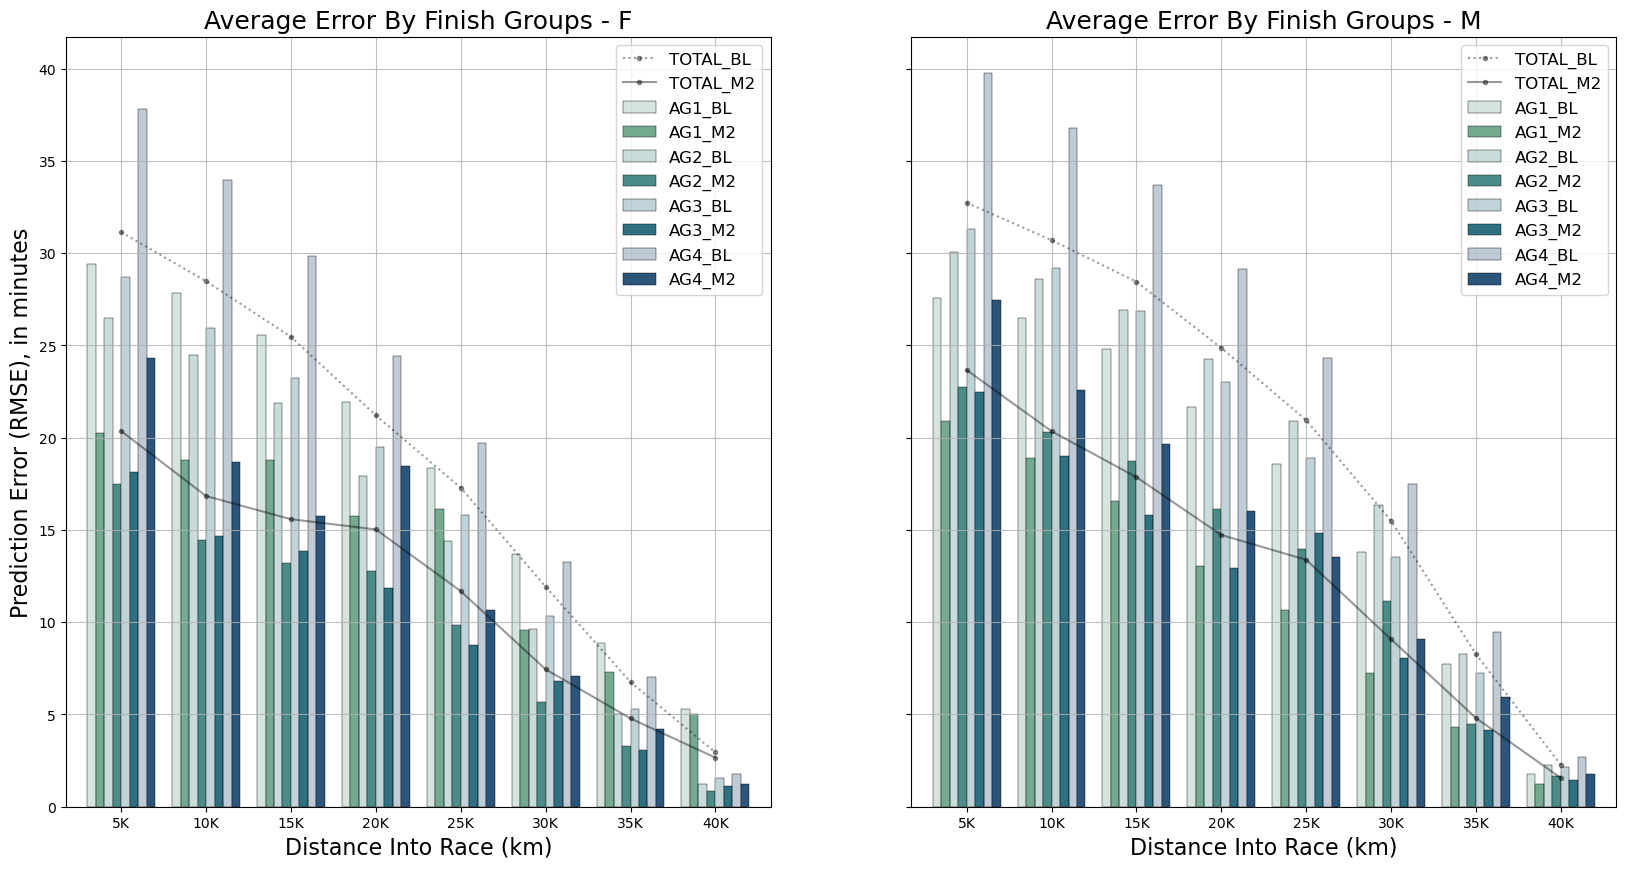 Average Error By Finish Groups - F
Prediction Error (RMSE), in minutes
40
35
30
25
20
15
10
5
0
TOTAL_BL
TOTAL_M2
AG1_BL
AG1_M2
AG2_BL
AG2_M2
AG3_BL
AG3_M2
AG4_BL
AG4_M2
5K 10K 15K 20K 25K 30K 35K 40K
Distance Into Race (km)
Average Error By Finish Groups - M
TOTAL_BL
TOTAL_M2
AG1_BL
AG1_M2
AG2_BL
AG2_M2
AG3_BL
AG3_M2
AG4_BL
AG4_M2
5K 10K 15K 20K 25K 30K 35K 40K
Distance Into Race (km)